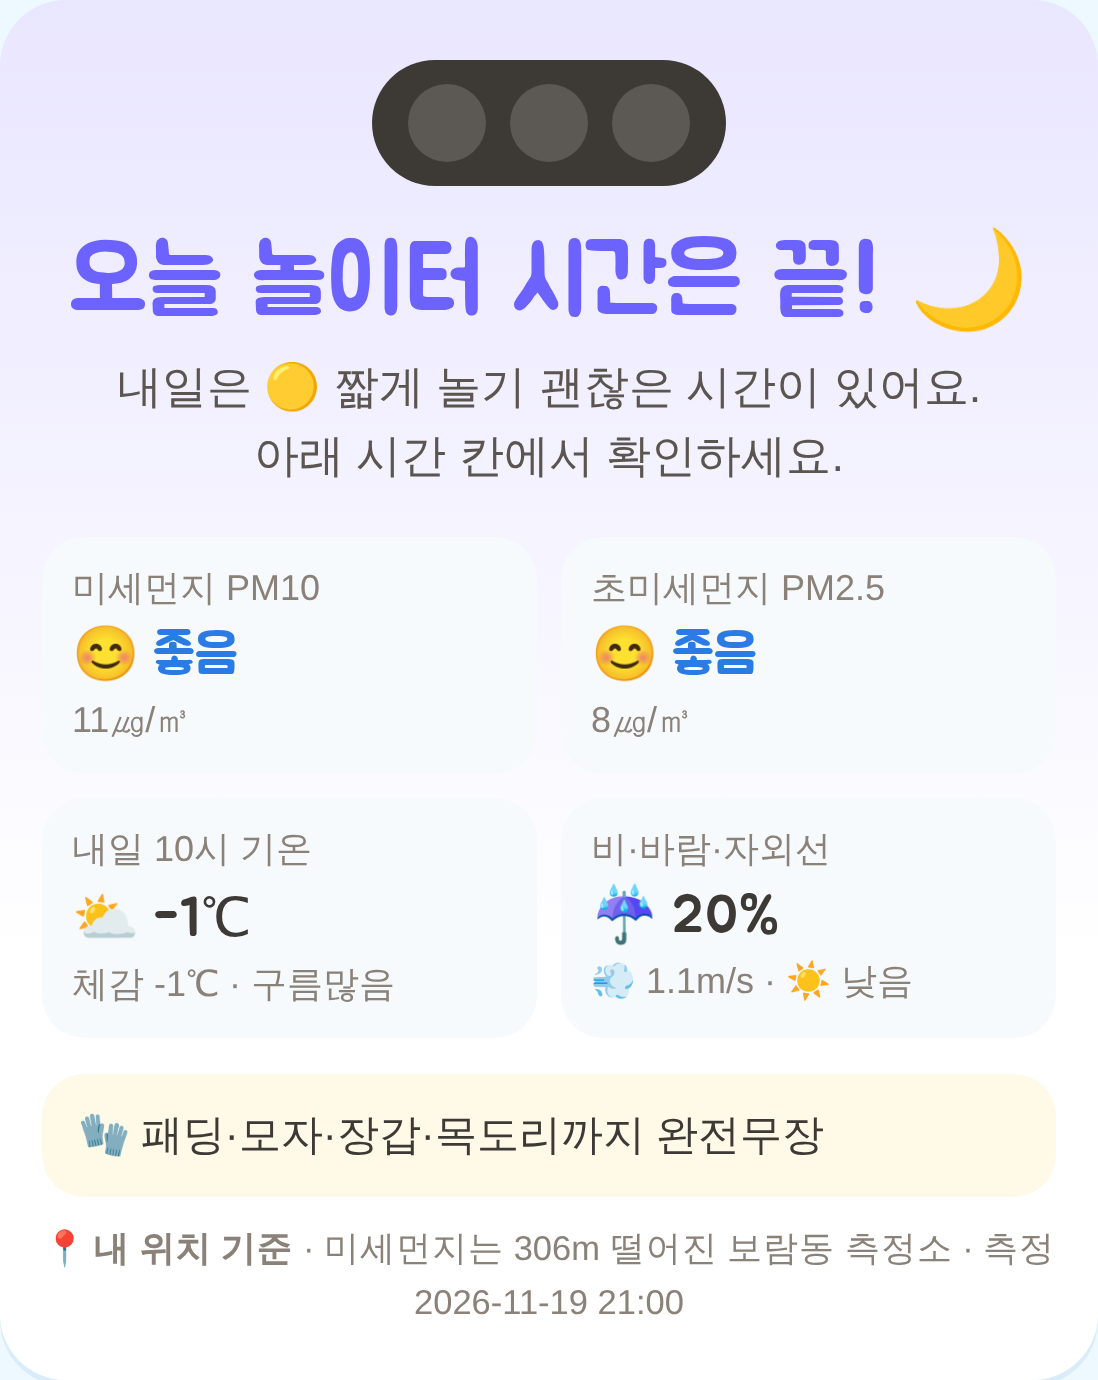 오늘 놀이터 시간은 끝! 🌙
내일은 🟡 짧게 놀기 괜찮은 시간이 있어요.
아래 시간 칸에서 확인하세요.
미세먼지 PM10
😊 좋음
11㎍/㎥
초미세먼지 PM2.5
😊 좋음
8㎍/㎥
내일 10시 기온
⛅ -1℃
체감 -1℃ · 구름많음
비·바람·자외선
☔ 20%
💨 1.1m/s · ☀️ 낮음
🧤 패딩·모자·장갑·목도리까지 완전무장
📍 내 위치 기준 · 미세먼지는 306m 떨어진 보람동 측정소 · 측정
2026-11-19 21:00